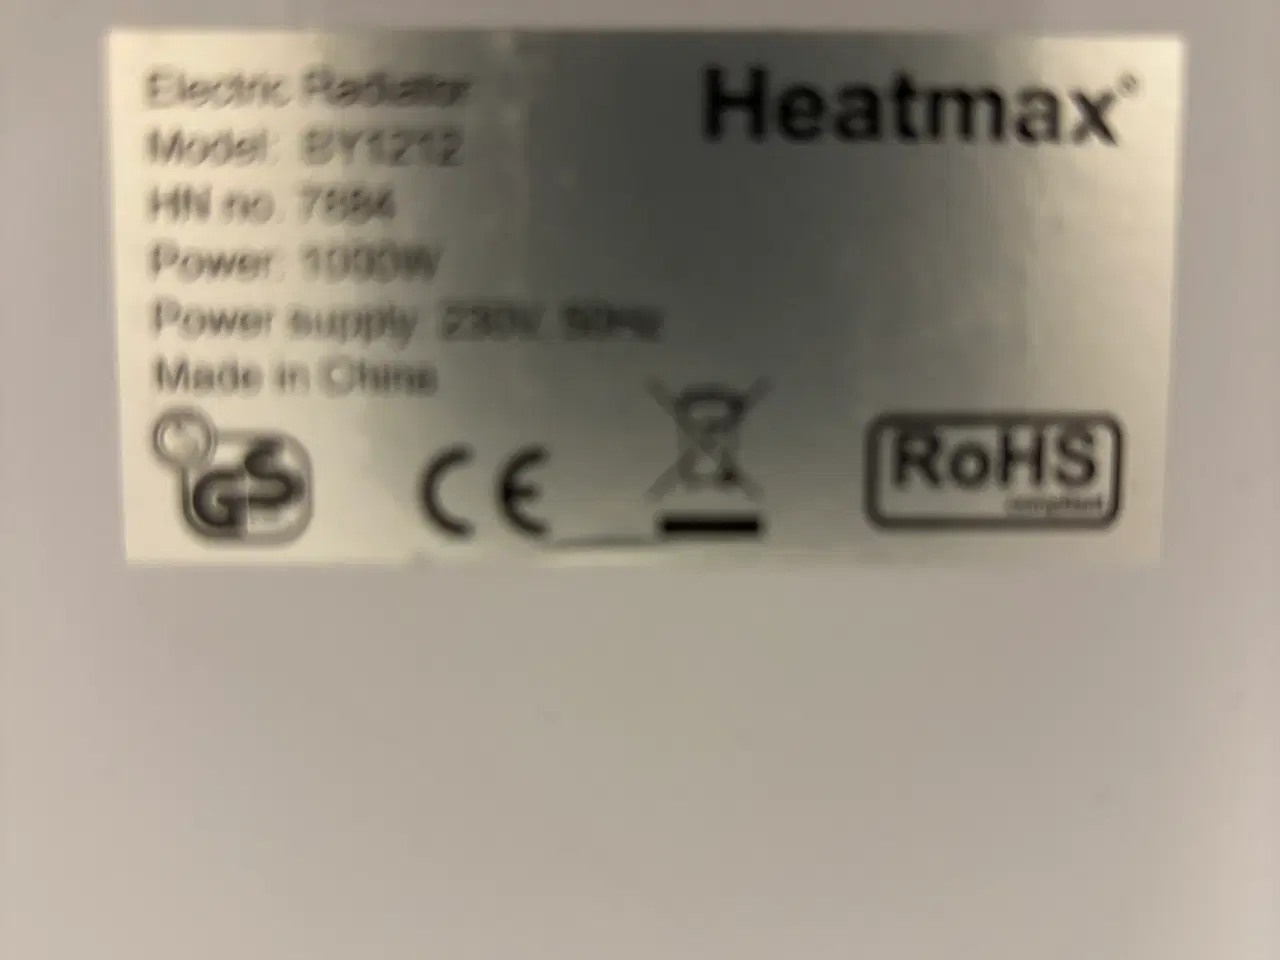 Electric Radiator
Heatmax®
Model: BY1212
HN no. 7884
Power: 1000W
Power supply: 230V, 50Hz
Made in China
GS
CE
RoHS
compliant